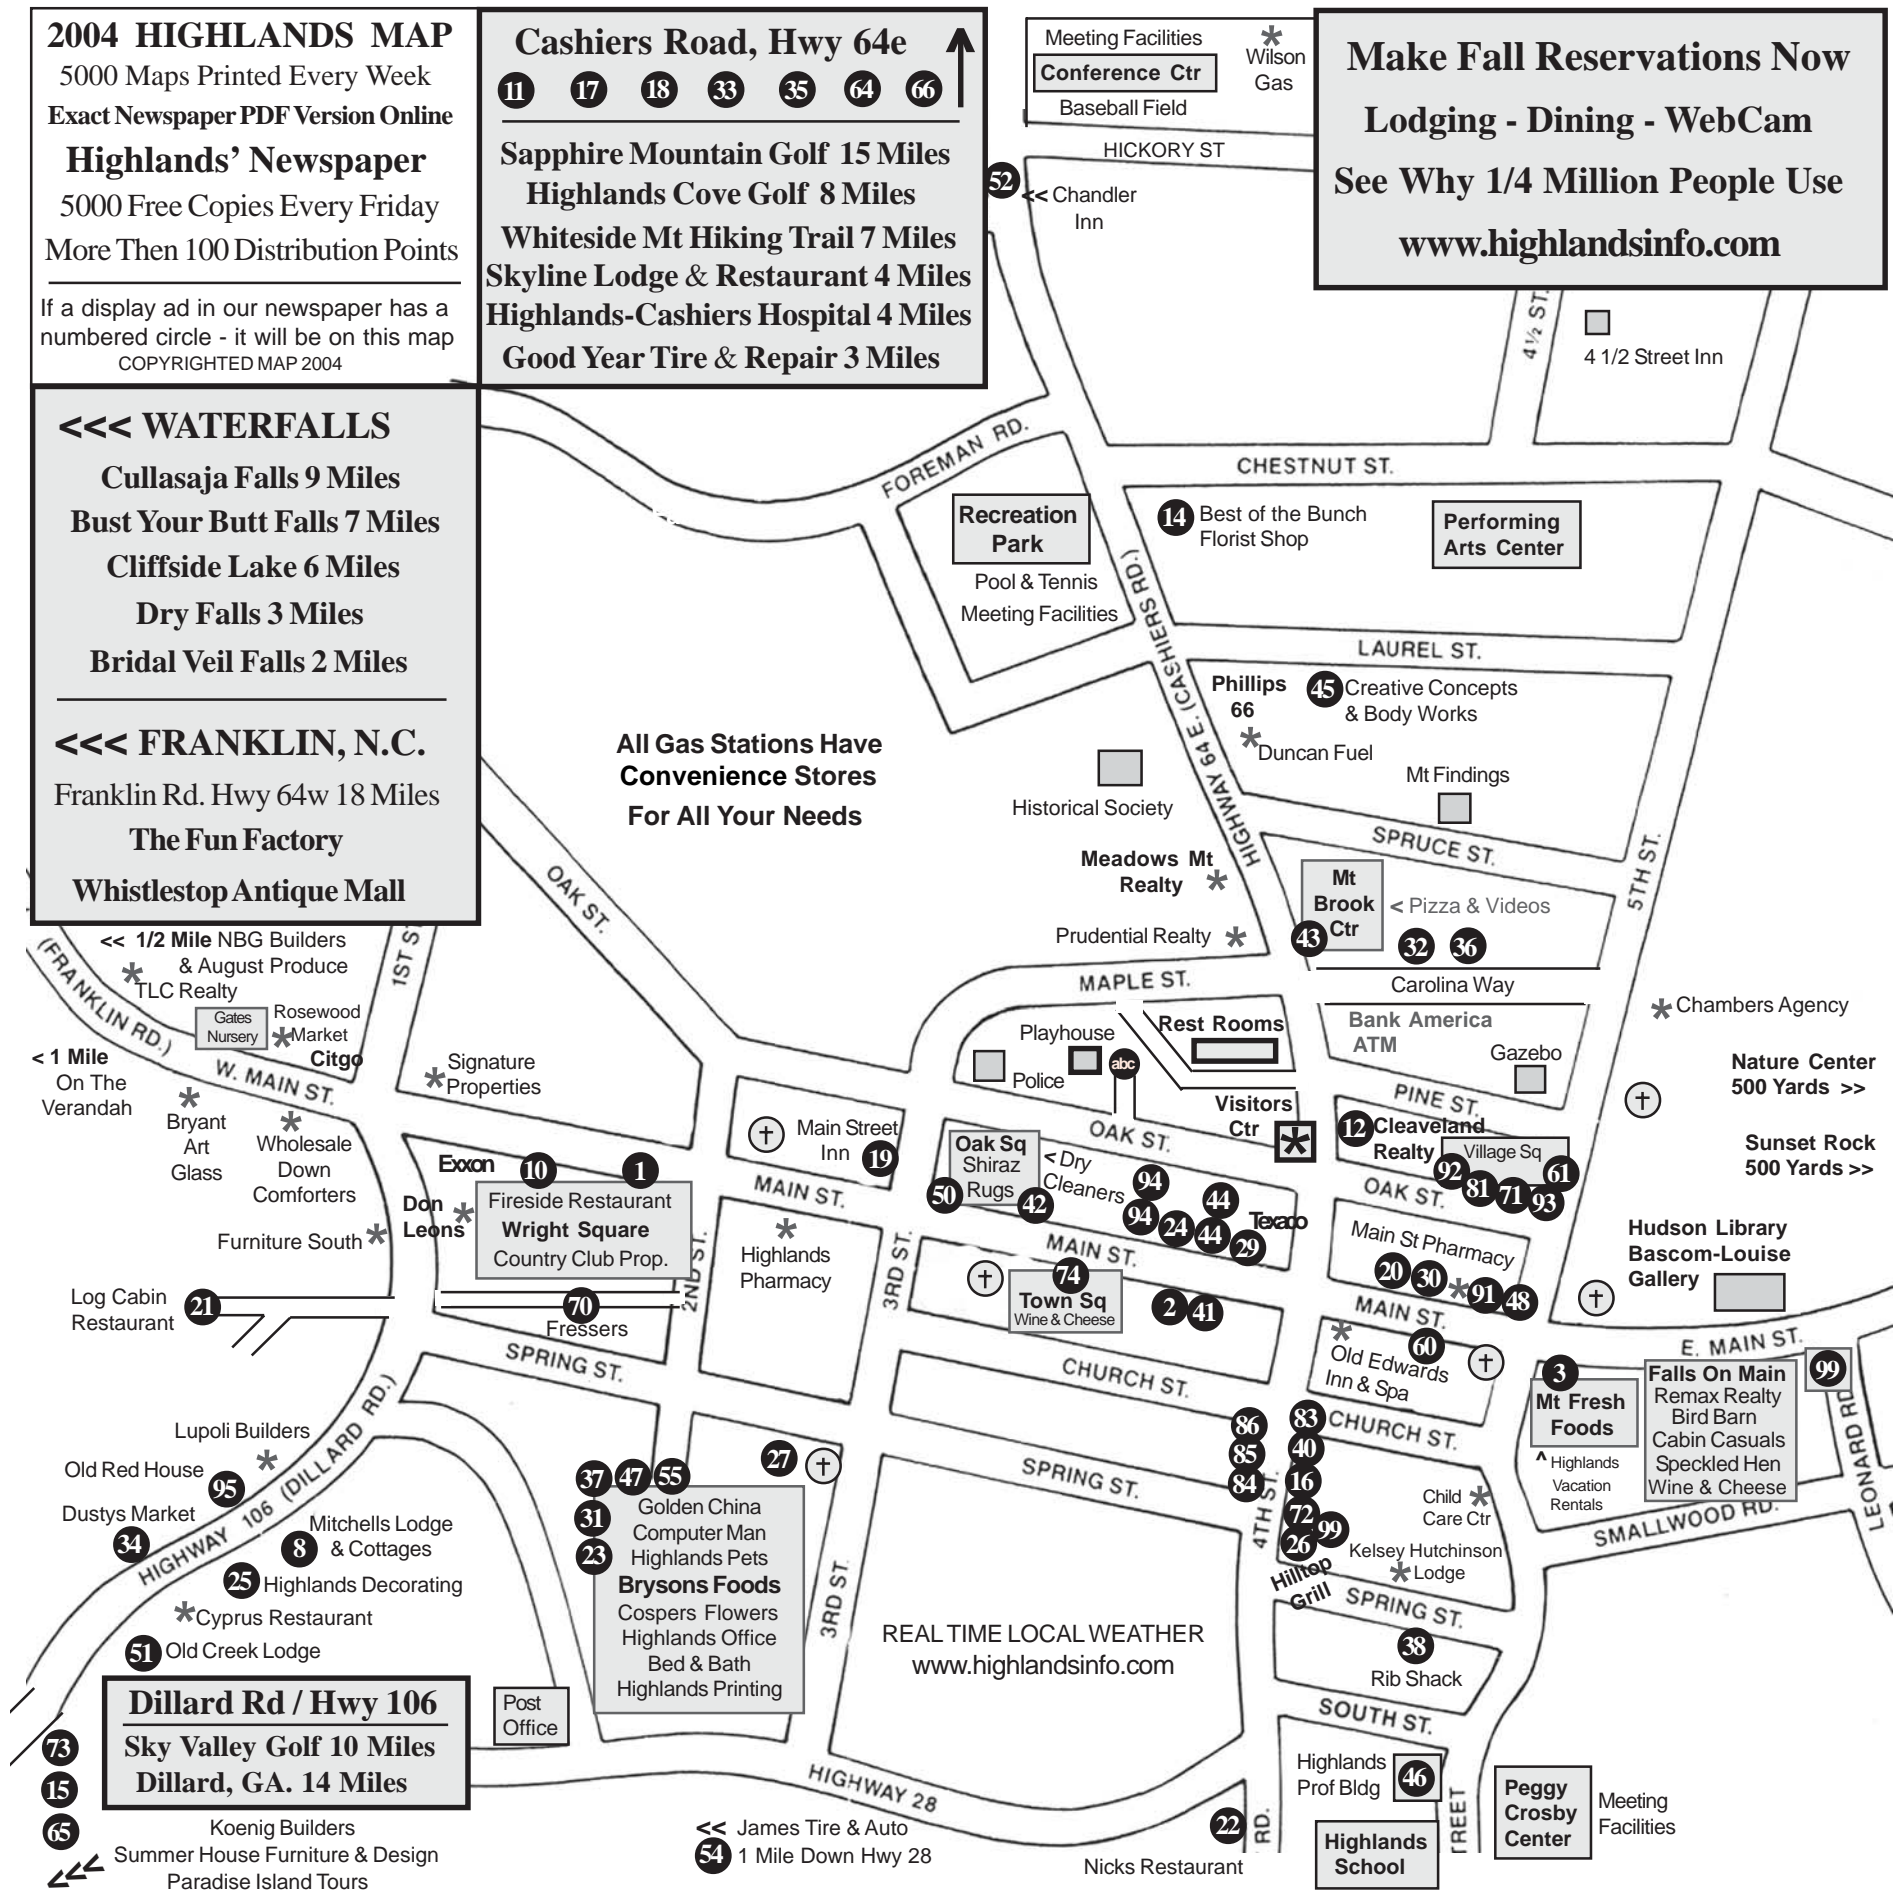 2004 HIGHLANDS MAP
5000 Maps Printed Every Week
Exact Newspaper PDF Version Online
Highlands' Newspaper
5000 Free Copies Every Friday
More Then 100 Distribution Points
If a display ad in our newspaper has a
numbered circle - it will be on this map
COPYRIGHTED MAP 2004
Cashiers Road, Hwy 64e
11 17 18 33 35 64 66
Sapphire Mountain Golf 15 Miles
Highlands Cove Golf 8 Miles
Whiteside Mt Hiking Trail 7 Miles
Skyline Lodge & Restaurant 4 Miles
Highlands-Cashiers Hospital 4 Miles
Good Year Tire & Repair 3 Miles
Meeting Facilities
Conference Ctr
Baseball Field
Wilson
Gas
HICKORY ST
52
<< Chandler
Inn
Make Fall Reservations Now
Lodging - Dining - WebCam
See Why 1/4 Million People Use
www.highlandsinfo.com
4½ ST.
4 1/2 Street Inn
<<< WATERFALLS
Cullasaja Falls 9 Miles
Bust Your Butt Falls 7 Miles
Cliffside Lake 6 Miles
Dry Falls 3 Miles
Bridal Veil Falls 2 Miles
<<< FRANKLIN, N.C.
Franklin Rd. Hwy 64w 18 Miles
The Fun Factory
Whistlestop Antique Mall
FOREMAN RD.
CHESTNUT ST.
Recreation
Park
Pool & Tennis
Meeting Facilities
14
Best of the Bunch
Florist Shop
Performing
Arts Center
HIGHWAY 64 E. (CASHIERS RD.)
LAUREL ST.
Phillips
66
45
Creative Concepts
& Body Works
Duncan Fuel
Mt Findings
SPRUCE ST.
5TH ST.
All Gas Stations Have
Convenience Stores
For All Your Needs
Historical Society
Meadows Mt
Realty
Prudential Realty
Mt
Brook
Ctr
43
< Pizza & Videos
32 36
Carolina Way
OAK ST.
MAPLE ST.
<< 1/2 Mile NBG Builders
& August Produce
TLC Realty
(FRANKLIN RD.)
Gates
Nursery
Rosewood
Market
Citgo
1ST S
W. MAIN ST.
< 1 Mile
On The
Verandah
Bryant
Art
Glass
Wholesale
Down
Comforters
Signature
Properties
Playhouse
Police
abc
Rest Rooms
Bank America
ATM
Gazebo
Chambers Agency
Nature Center
500 Yards >>
Sunset Rock
500 Yards >>
PINE ST.
Visitors
Ctr
12
Cleaveland
Realty
Village Sq
92 81 71 93 61
OAK ST.
Main Street
Inn
19
Oak Sq
Shiraz
Rugs
50 42
< Dry
Cleaners
OAK ST.
94 94 24 44 44 29
Texaco
Exxon
10 1
Don
Leons
Fireside Restaurant
Wright Square
Country Club Prop.
Furniture South
MAIN ST.
Highlands
Pharmacy
2ND ST.
3RD ST.
MAIN ST.
74
Town Sq
Wine & Cheese
2 41
Main St Pharmacy
20 30 91 48
MAIN ST.
Hudson Library
Bascom-Louise
Gallery
Log Cabin
Restaurant
21
70
Fressers
SPRING ST.
CHURCH ST.
Old Edwards
Inn & Spa
60
E. MAIN ST.
3
Mt Fresh
Foods
^ Highlands
Vacation
Rentals
Falls On Main
Remax Realty
Bird Barn
Cabin Casuals
Speckled Hen
Wine & Cheese
99
LEONARD RD
SMALLWOOD RD.
86
85
84
83
40
16
72
99
26
CHURCH ST.
4TH ST.
SPRING ST.
Child
Care Ctr
Kelsey Hutchinson
Lodge
Hilltop
Grill
SPRING ST.
38
Rib Shack
Lupoli Builders
Old Red House
95
Dustys Market
34
HIGHWAY 106 (DILLARD RD.)
8
Mitchells Lodge
& Cottages
25
Highlands Decorating
Cyprus Restaurant
51
Old Creek Lodge
27
37 47 55
31
23
Golden China
Computer Man
Highlands Pets
Brysons Foods
Cospers Flowers
Highlands Office
Bed & Bath
Highlands Printing
3RD ST.
REAL TIME LOCAL WEATHER
www.highlandsinfo.com
Dillard Rd / Hwy 106
Sky Valley Golf 10 Miles
Dillard, GA. 14 Miles
73
15
65
Koenig Builders
Summer House Furniture & Design
Paradise Island Tours
<<<
Post
Office
HIGHWAY 28
<< James Tire & Auto
54
1 Mile Down Hwy 28
22
Nicks Restaurant
RD.
SOUTH ST.
Highlands
Prof Bldg
46
Highlands
School
TREET
Peggy
Crosby
Center
Meeting
Facilities